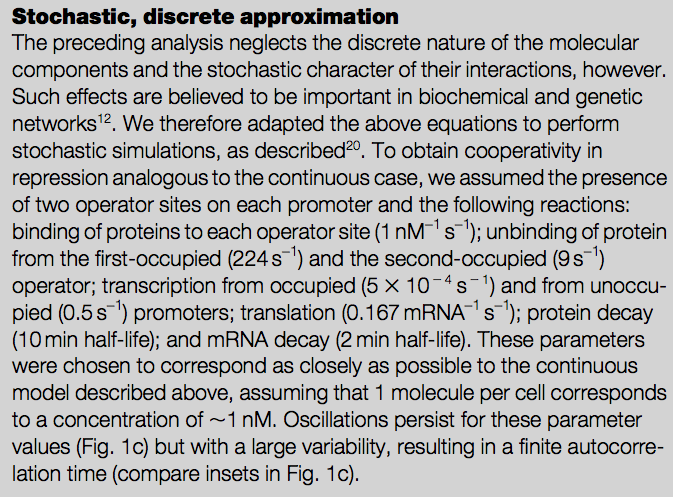 Stochastic, discrete approximation
The preceding analysis neglects the discrete nature of the molecular
components and the stochastic character of their interactions, however.
Such effects are believed to be important in biochemical and genetic
networks¹². We therefore adapted the above equations to perform
stochastic simulations, as described²⁰. To obtain cooperativity in
repression analogous to the continuous case, we assumed the presence
of two operator sites on each promoter and the following reactions:
binding of proteins to each operator site (1 nM⁻¹ s⁻¹); unbinding of protein
from the first-occupied (224 s⁻¹) and the second-occupied (9 s⁻¹)
operator; transcription from occupied (5 × 10⁻⁴ s⁻¹) and from unoccu-
pied (0.5 s⁻¹) promoters; translation (0.167 mRNA⁻¹ s⁻¹); protein decay
(10 min half-life); and mRNA decay (2 min half-life). These parameters
were chosen to correspond as closely as possible to the continuous
model described above, assuming that 1 molecule per cell corresponds
to a concentration of ~1 nM. Oscillations persist for these parameter
values (Fig. 1c) but with a large variability, resulting in a finite autocorre-
lation time (compare insets in Fig. 1c).